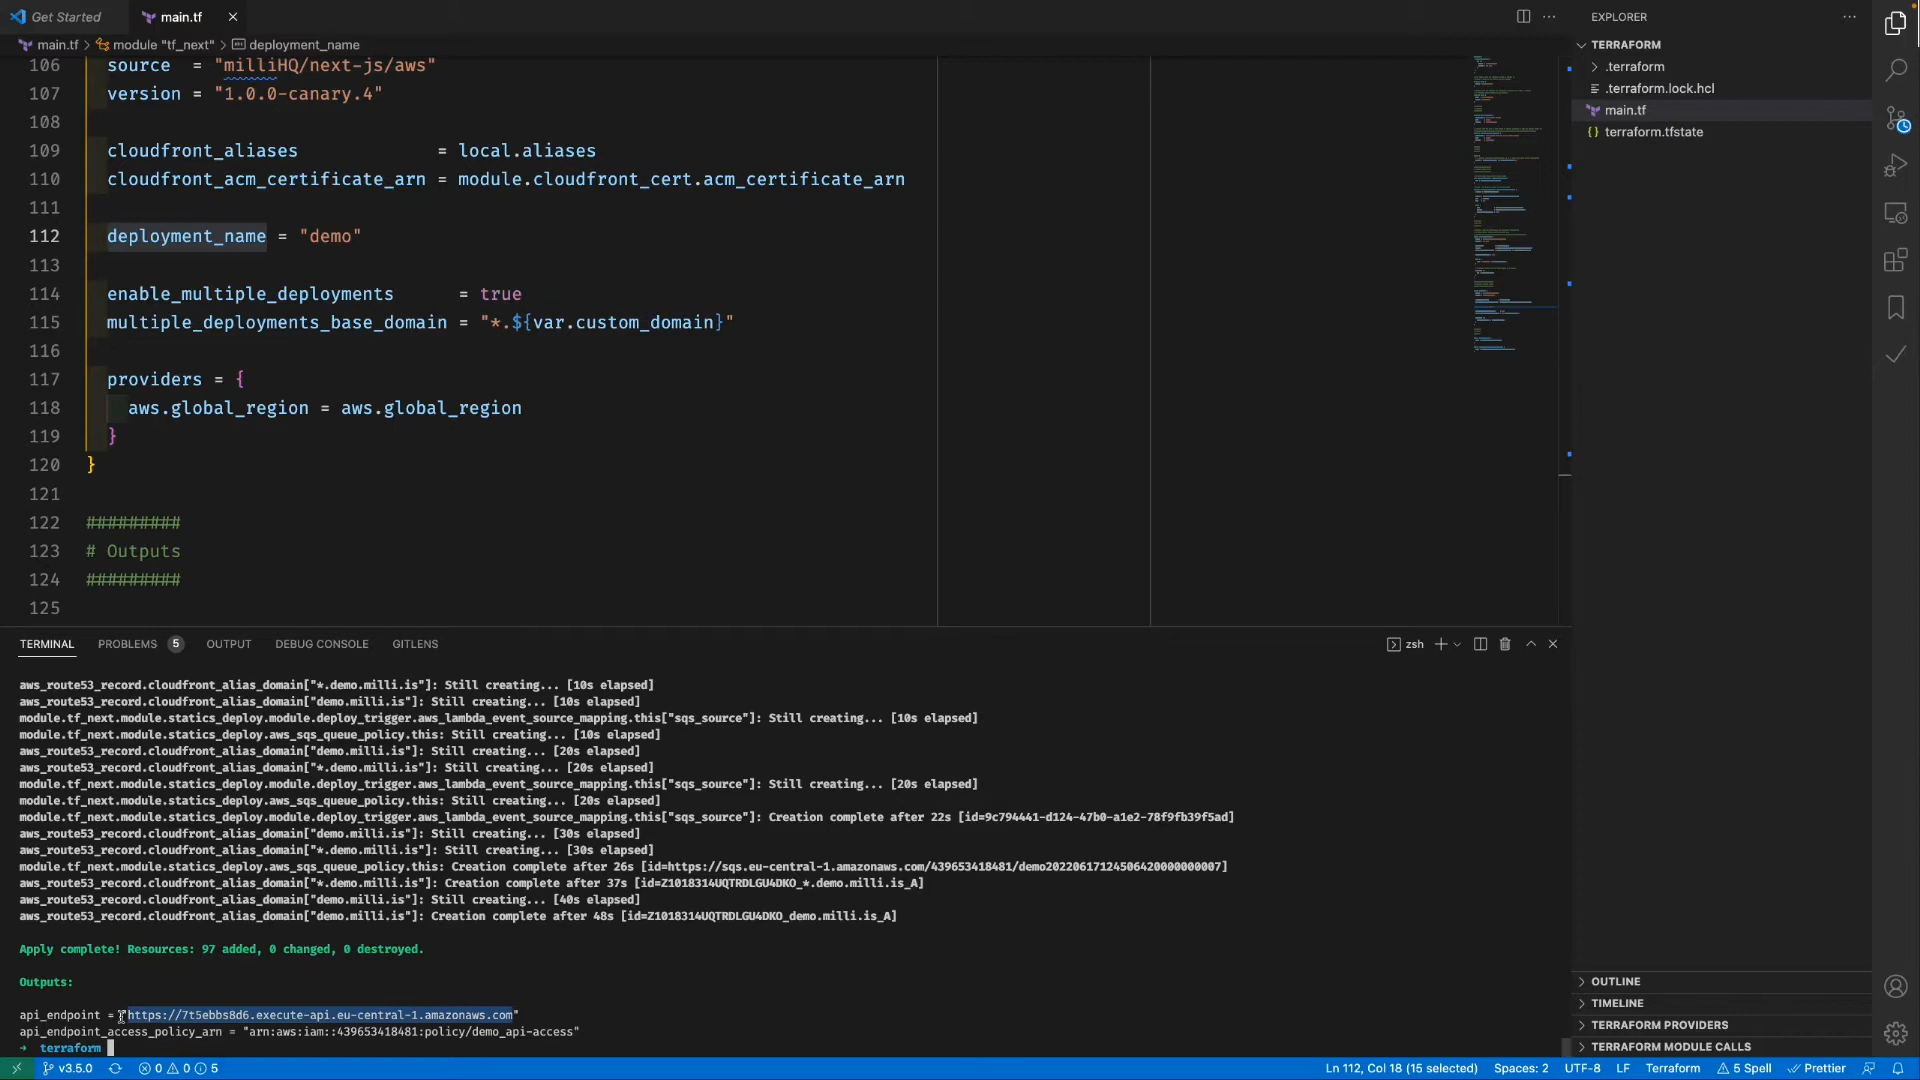 Get Started
main.tf
EXPLORER
main.tf > module "tf_next" > deployment_name
TERRAFORM
.terraform
.terraform.lock.hcl
main.tf
terraform.tfstate
106 source = "milliHQ/next-js/aws"
107 version = "1.0.0-canary.4"
108
109 cloudfront_aliases = local.aliases
110 cloudfront_acm_certificate_arn = module.cloudfront_cert.acm_certificate_arn
111
112 deployment_name = "demo"
113
114 enable_multiple_deployments = true
115 multiple_deployments_base_domain = "*.${var.custom_domain}"
116
117 providers = {
118 aws.global_region = aws.global_region
119 }
120 }
121
122 #########
123 # Outputs
124 #########
125
TERMINAL PROBLEMS 5 OUTPUT DEBUG CONSOLE GITLENS zsh
aws_route53_record.cloudfront_alias_domain["*.demo.milli.is"]: Still creating... [10s elapsed]
aws_route53_record.cloudfront_alias_domain["demo.milli.is"]: Still creating... [10s elapsed]
module.tf_next.module.statics_deploy.module.deploy_trigger.aws_lambda_event_source_mapping.this["sqs_source"]: Still creating... [10s elapsed]
module.tf_next.module.statics_deploy.aws_sqs_queue_policy.this: Still creating... [10s elapsed]
aws_route53_record.cloudfront_alias_domain["demo.milli.is"]: Still creating... [20s elapsed]
aws_route53_record.cloudfront_alias_domain["*.demo.milli.is"]: Still creating... [20s elapsed]
module.tf_next.module.statics_deploy.module.deploy_trigger.aws_lambda_event_source_mapping.this["sqs_source"]: Still creating... [20s elapsed]
module.tf_next.module.statics_deploy.aws_sqs_queue_policy.this: Still creating... [20s elapsed]
module.tf_next.module.statics_deploy.module.deploy_trigger.aws_lambda_event_source_mapping.this["sqs_source"]: Creation complete after 22s [id=9c794441-d124-47b0-a1e2-78f9fb39f5ad]
aws_route53_record.cloudfront_alias_domain["demo.milli.is"]: Still creating... [30s elapsed]
aws_route53_record.cloudfront_alias_domain["*.demo.milli.is"]: Still creating... [30s elapsed]
module.tf_next.module.statics_deploy.aws_sqs_queue_policy.this: Creation complete after 26s [id=https://sqs.eu-central-1.amazonaws.com/439653418481/demo20220617124506420000000007]
aws_route53_record.cloudfront_alias_domain["*.demo.milli.is"]: Creation complete after 37s [id=Z1018314UQTRDLGU4DKO_*.demo.milli.is_A]
aws_route53_record.cloudfront_alias_domain["demo.milli.is"]: Still creating... [40s elapsed]
aws_route53_record.cloudfront_alias_domain["demo.milli.is"]: Creation complete after 48s [id=Z1018314UQTRDLGU4DKO_demo.milli.is_A]
Apply complete! Resources: 97 added, 0 changed, 0 destroyed.
Outputs:
api_endpoint = "https://7t5ebbs8d6.execute-api.eu-central-1.amazonaws.com"
api_endpoint_access_policy_arn = "arn:aws:iam::439653418481:policy/demo_api-access"
→ terraform
OUTLINE
TIMELINE
TERRAFORM PROVIDERS
TERRAFORM MODULE CALLS
v3.5.0 0 0 5 Ln 112, Col 18 (15 selected) Spaces: 2 UTF-8 LF Terraform 5 Spell Prettier